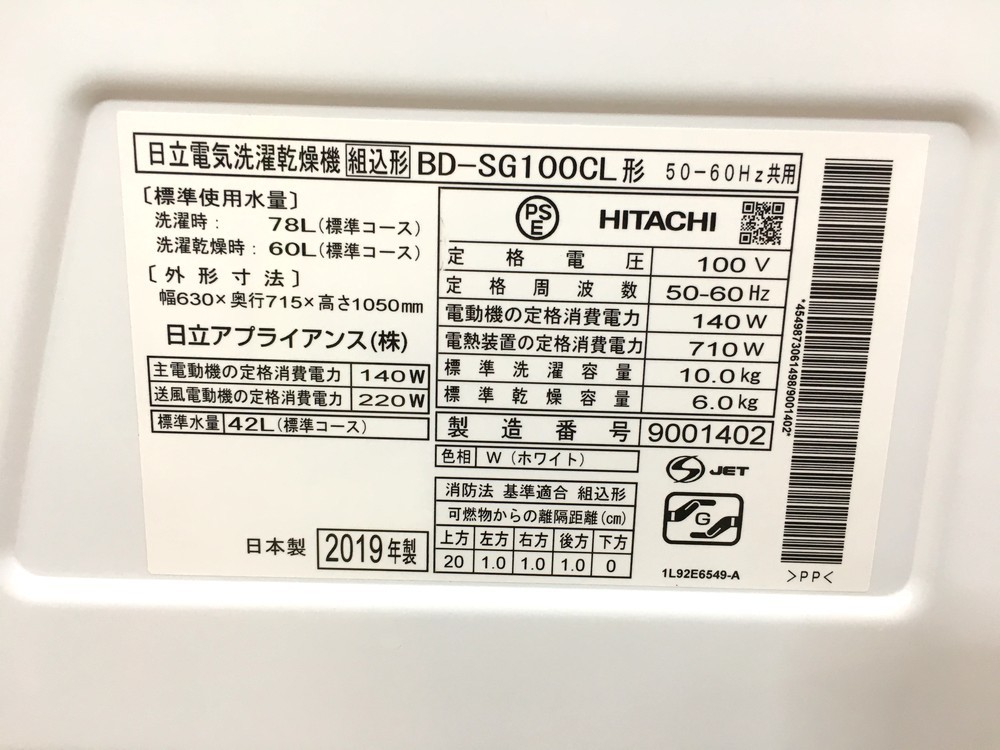 日立電気洗濯乾燥機 組込形 BD-SG100CL形 50-60Hz共用
〔標準使用水量〕
洗濯時: 78L(標準コース)
洗濯乾燥時: 60L(標準コース)
〔外形寸法〕
幅630×奥行715×高さ1050mm
日立アプライアンス(株)
主電動機の定格消費電力 140W
送風電動機の定格消費電力 220W
標準水量 42L(標準コース)
日本製 2019年製
PS E HITACHI
定格電圧 100V
定格周波数 50-60Hz
電動機の定格消費電力 140W
電熱装置の定格消費電力 710W
標準洗濯容量 10.0kg
標準乾燥容量 6.0kg
製造番号 9001402
色相 W(ホワイト)
消防法 基準適合 組込形
可燃物からの離隔距離(cm)
上方 左方 右方 後方 下方
20 1.0 1.0 1.0 0
S JET
G
1L92E6549-A
>PP<
*4549873061498/9001402*